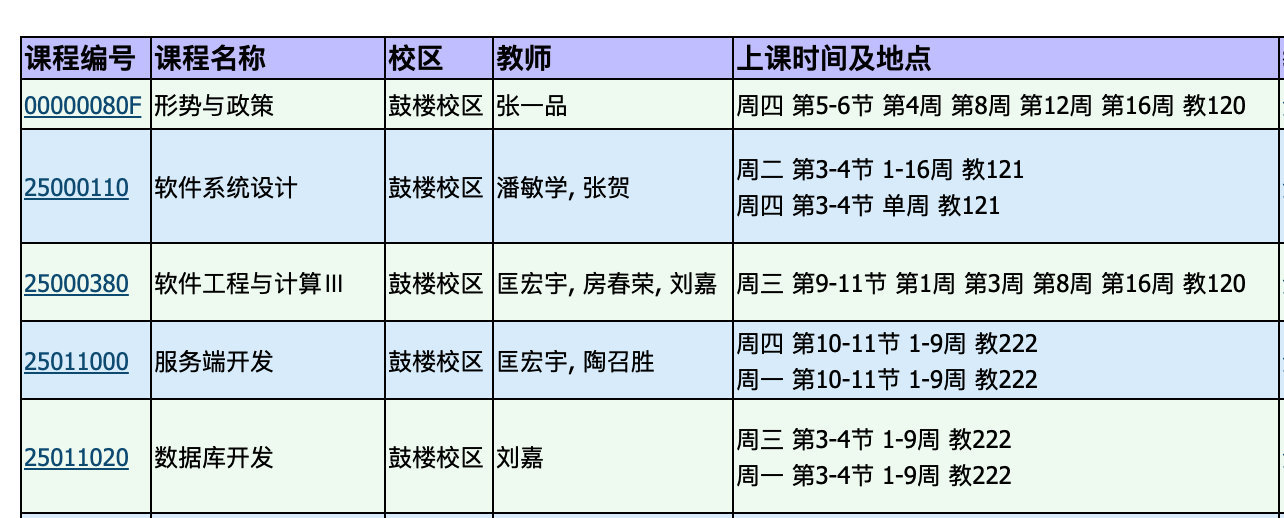 课程编号 课程名称 校区 教师 上课时间及地点
00000080F 形势与政策 鼓楼校区 张一品 周四 第5-6节 第4周 第8周 第12周 第16周 教120
25000110 软件系统设计 鼓楼校区 潘敏学, 张贺 周二 第3-4节 1-16周 教121
周四 第3-4节 单周 教121
25000380 软件工程与计算Ⅲ 鼓楼校区 匡宏宇, 房春荣, 刘嘉 周三 第9-11节 第1周 第3周 第8周 第16周 教120
25011000 服务端开发 鼓楼校区 匡宏宇, 陶召胜 周四 第10-11节 1-9周 教222
周一 第10-11节 1-9周 教222
25011020 数据库开发 鼓楼校区 刘嘉 周三 第3-4节 1-9周 教222
周一 第3-4节 1-9周 教222